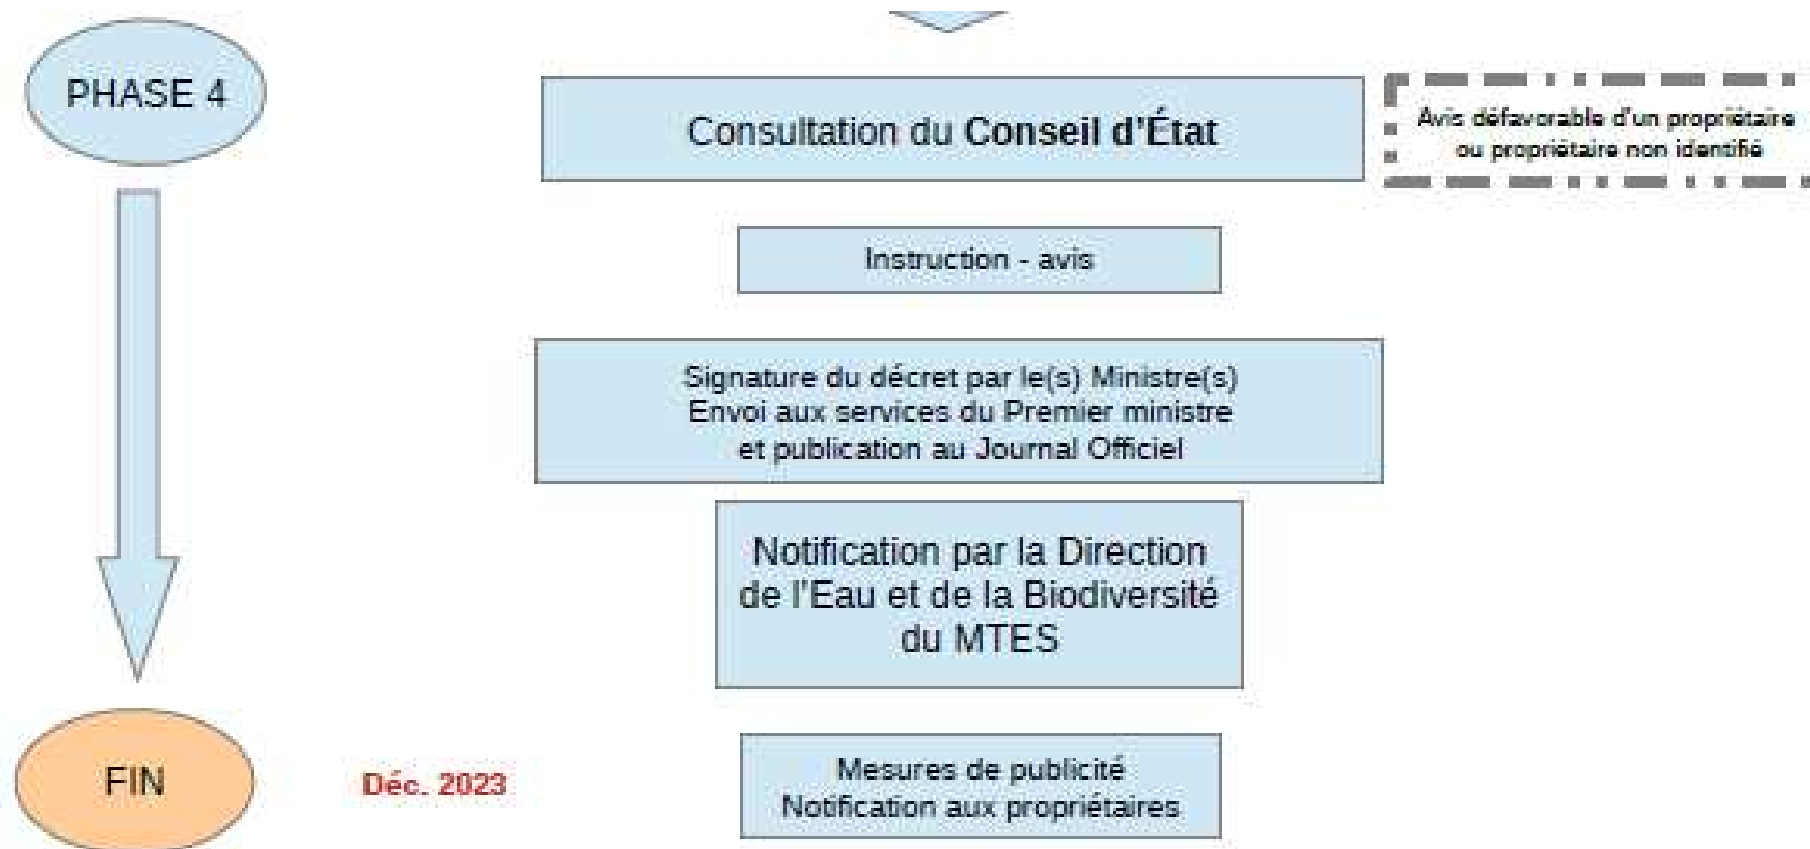 PHASE 4
Consultation du Conseil d'État
Avis défavorable d'un propriétaire
ou propriétaire non identifié
Instruction - avis
Signature du décret par le(s) Ministre(s)
Envoi aux services du Premier ministre
et publication au Journal Officiel
Notification par la Direction
de l'Eau et de la Biodiversité
du MTES
FIN
Déc. 2023
Mesures de publicité
Notification aux propriétaires